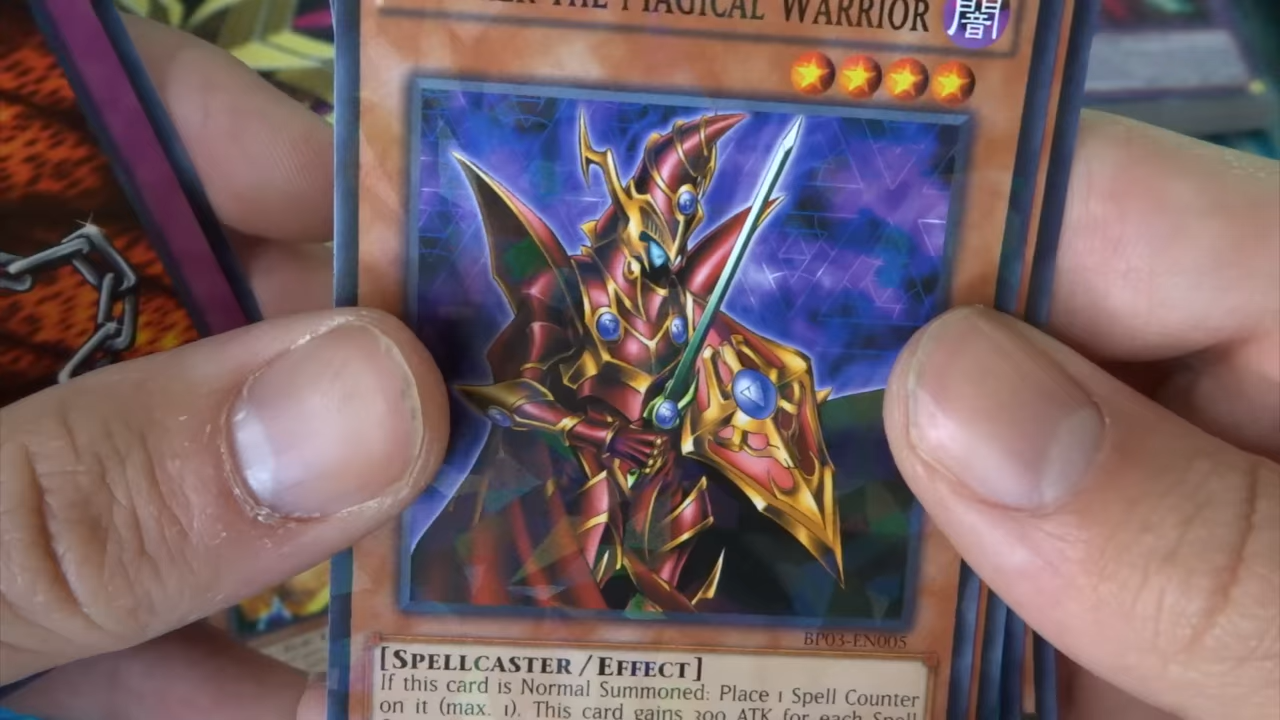 THE MAGICAL WARRIOR 闇
BP03-EN005
[SPELLCASTER/EFFECT]
If this card is Normal Summoned: Place 1 Spell Counter
on it (max. 1). This card gains 300 ATK for each Spell